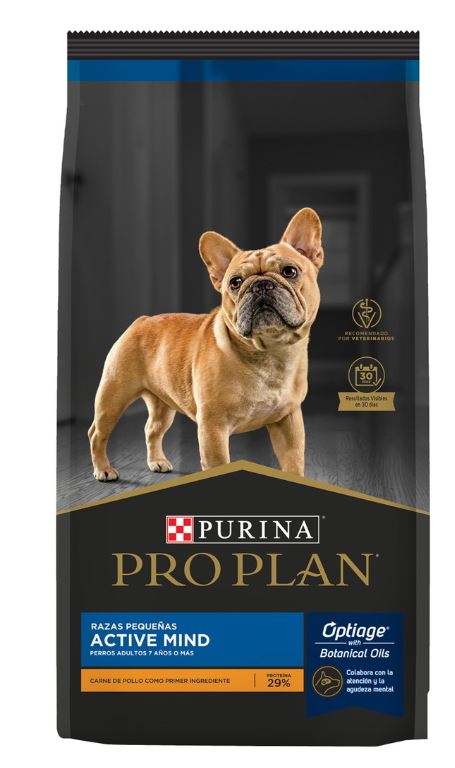 RECOMENDADO
POR VETERINARIOS
30
DÍAS
Resultados Visibles
en 30 días
PURINA
PRO PLAN
RAZAS PEQUEÑAS
ACTIVE MIND
PERROS ADULTOS 7 AÑOS O MÁS
CARNE DE POLLO COMO PRIMER INGREDIENTE
PROTEÍNA
29%
Optiage®
with
Botanical Oils
Colabora con la
atención y la
agudeza mental